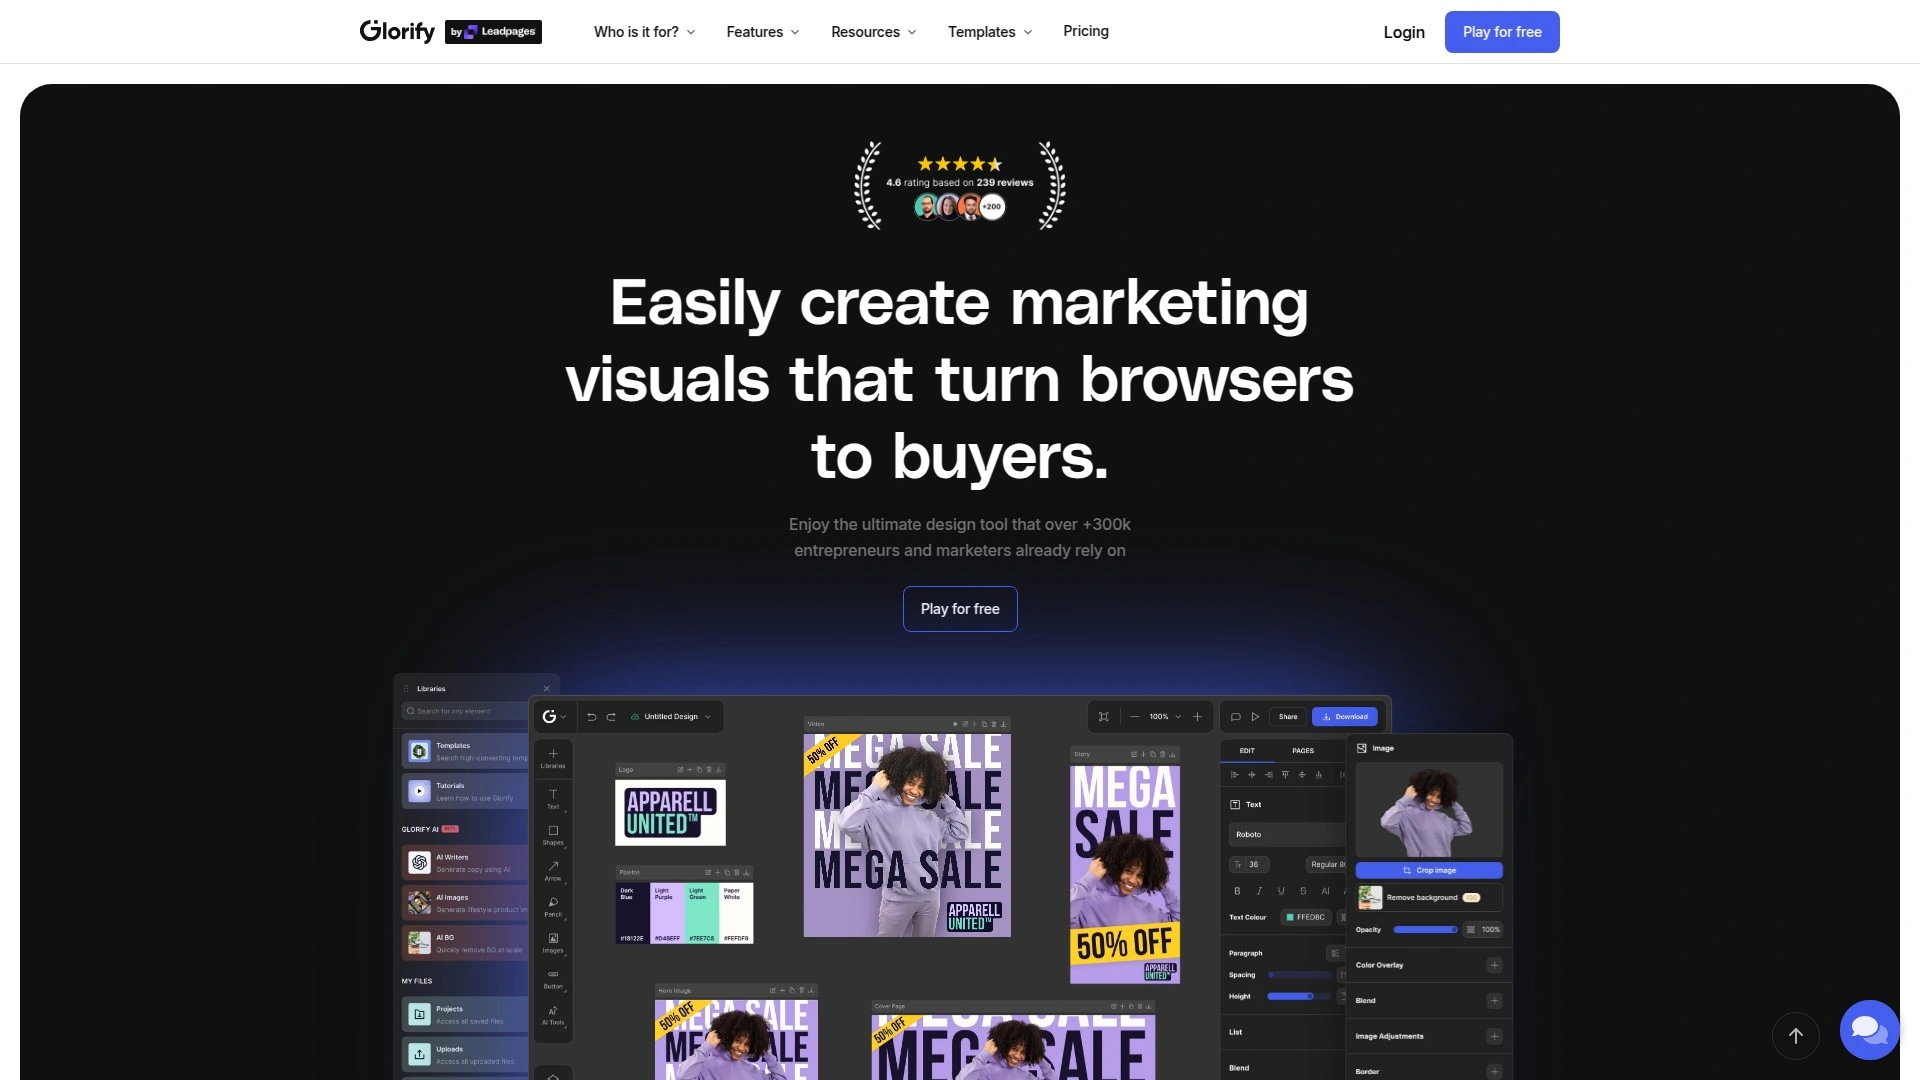 Glorify
by Leadpages
Who is it for?
Features
Resources
Templates
Pricing
Login
Play for free
4.6 rating based on 239 reviews
+200
Easily create marketing
visuals that turn browsers
to buyers.
Enjoy the ultimate design tool that over +300k
entrepreneurs and marketers already rely on
Play for free
Libraries
Search for any element
Templates
Search high-converting temp
Tutorials
Learn how to use Glorify
GLORIFY AI BETA
AI Writers
Generate copy using AI
AI Images
Generate lifestyle product im
AI BG
Quickly remove BG at scale
MY FILES
Projects
Access all saved files
Uploads
Access all uploaded files
Untitled Design
Libraries
Text
Shapes
Arrow
Pencil
Images
Button
AI Tools
Logo
APPARELL
UNITED™
Palette
Dark Blue
Light Purple
Light Green
Paper White
#18122E
#D4BEFF
#7EE7C8
#FEFDF9
Video
50% OFF
MEGA SALE
MEGA SALE
MEGA SALE
MEGA SALE
APPARELL
UNITED™
Story
MEGA
SALE
50% OFF
APPARELL
UNITED™
Hero Image
50% OFF
MEGA SALE
MEGA SALE
Cover Page
50% OFF
MEGA SALE
MEGA SALE
100%
Share
Download
EDIT
PAGES
Text
Roboto
Tr 36
Regular 80
B I U S AI
Text Colour
FFED8C
Paragraph
Spacing
Height
List
Blend
Image
Crop image
Remove background
100
Opacity
100%
Color Overlay
Blend
Image Adjustments
Border